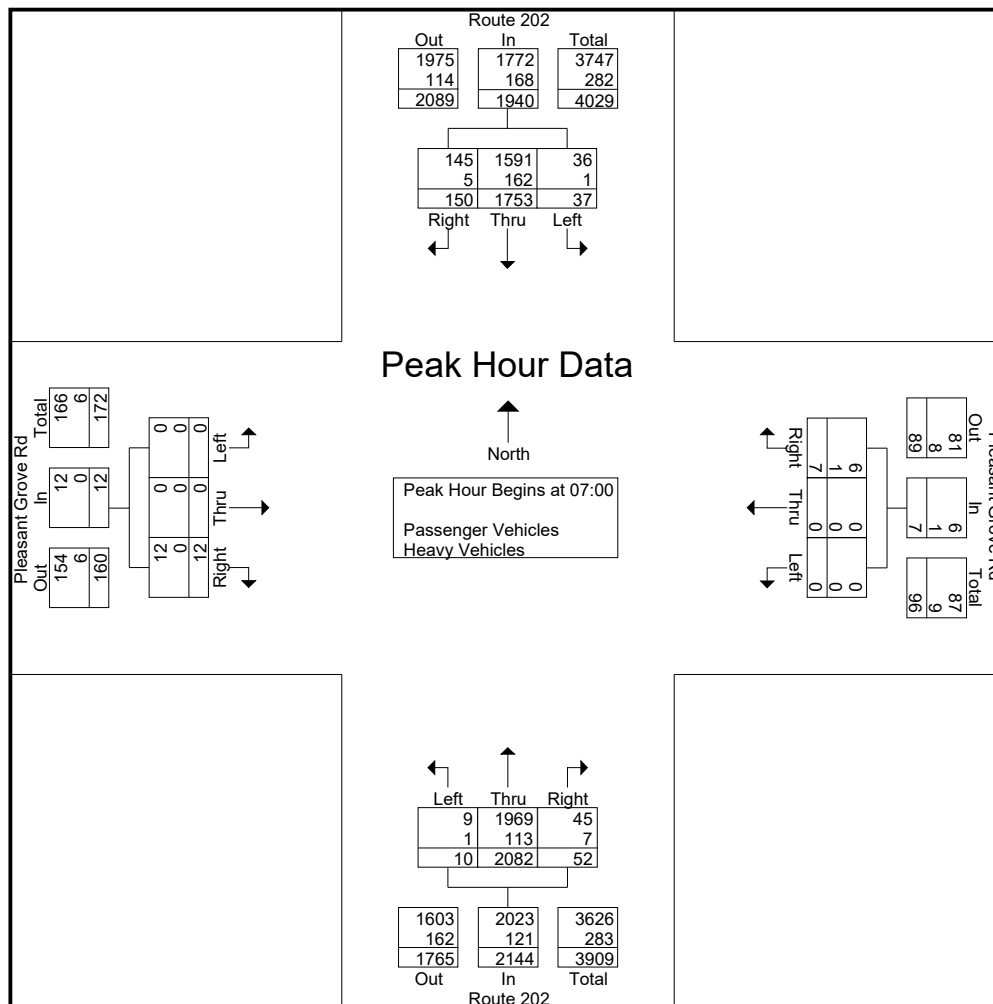 Route 202
Out In Total
1975 1772 3747
114 168 282
2089 1940 4029
145 1591 36
5 162 1
150 1753 37
Right Thru Left
Peak Hour Data
North
Peak Hour Begins at 07:00
Passenger Vehicles
Heavy Vehicles
Pleasant Grove Rd
Out In Total
154 12 166
6 0 6
160 12 172
12 0 0
0 0 0
12 0 0
Right Thru Left
Out In Total
81 6 87
8 1 9
89 7 96
6 0 0
1 0 0
7 0 0
Right Thru Left
Left Thru Right
9 1969 45
1 113 7
10 2082 52
1603 2023 3626
162 121 283
1765 2144 3909
Out In Total
Route 202